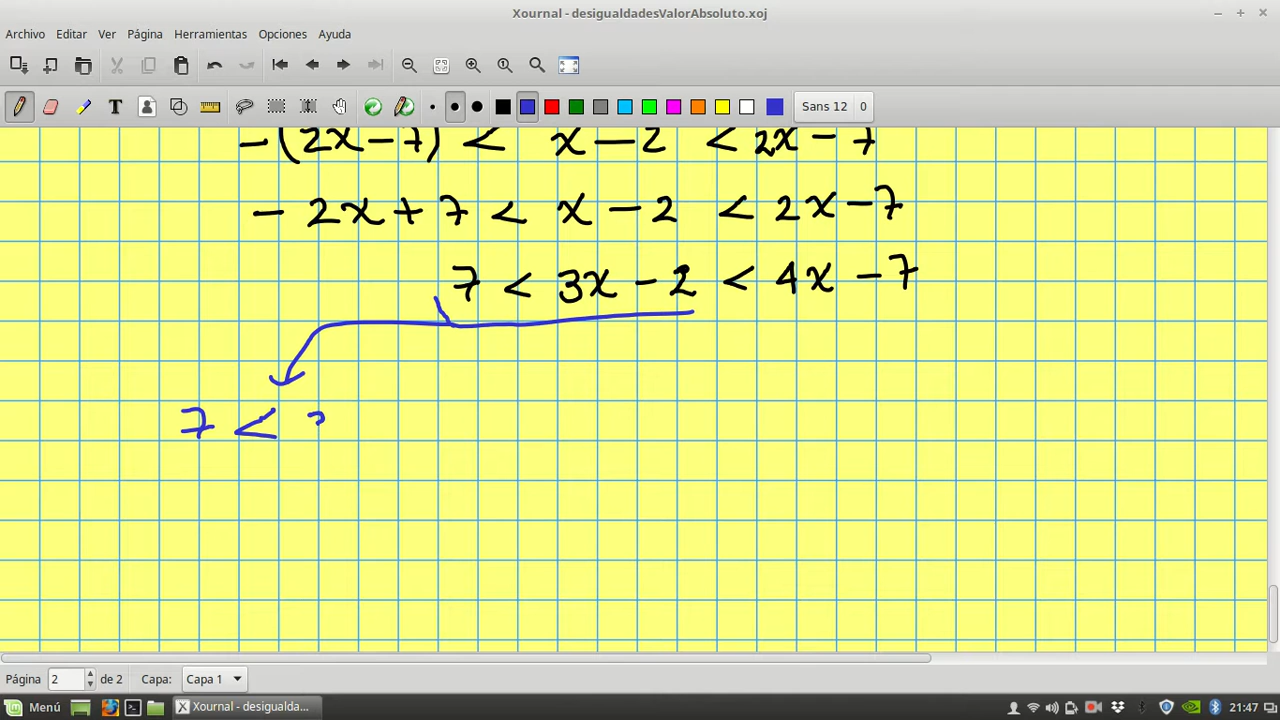 Xournal - desigualdadesValorAbsoluto.xoj
Archivo Editar Ver Página Herramientas Opciones Ayuda
Sans 12 0
-(2x-7) < x-2 < 2x-7
-2x+7 < x-2 < 2x-7
7 < 3x-2 < 4x-7
7 <
Página 2 de 2 Capa: Capa 1
Menú Xournal - desigualda... 21:47